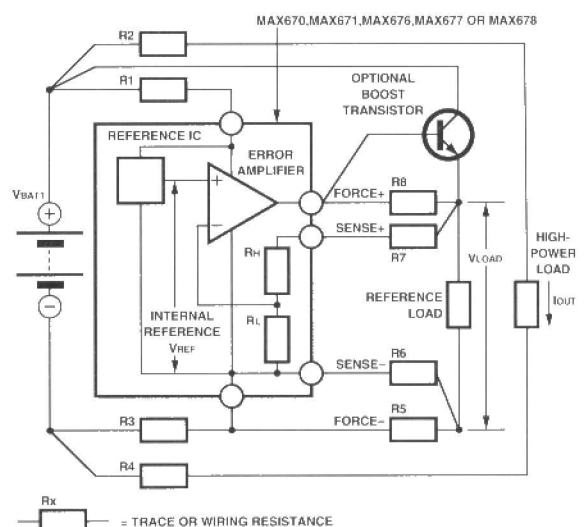 MAX670, MAX671, MAX676, MAX677 OR MAX678
R2
R1
OPTIONAL
BOOST
TRANSISTOR
REFERENCE IC
ERROR
AMPLIFIER
VBATT
+
−
+
−
FORCE+
R8
SENSE+
R7
RH
RL
INTERNAL
REFERENCE
VREF
VLOAD
HIGH-
POWER
LOAD
IOUT
REFERENCE
LOAD
SENSE−
R6
FORCE−
R5
R3
R4
Rx
= TRACE OR WIRING RESISTANCE